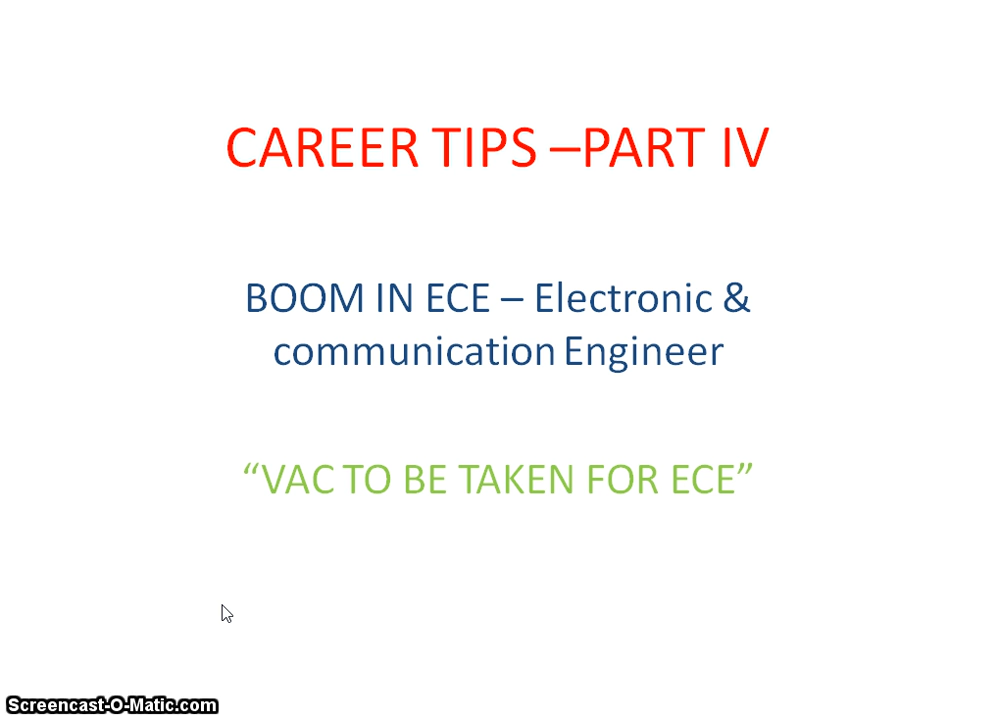 CAREER TIPS –PART IV
BOOM IN ECE – Electronic &
communication Engineer
“VAC TO BE TAKEN FOR ECE”
Screencast-O-Matic.com